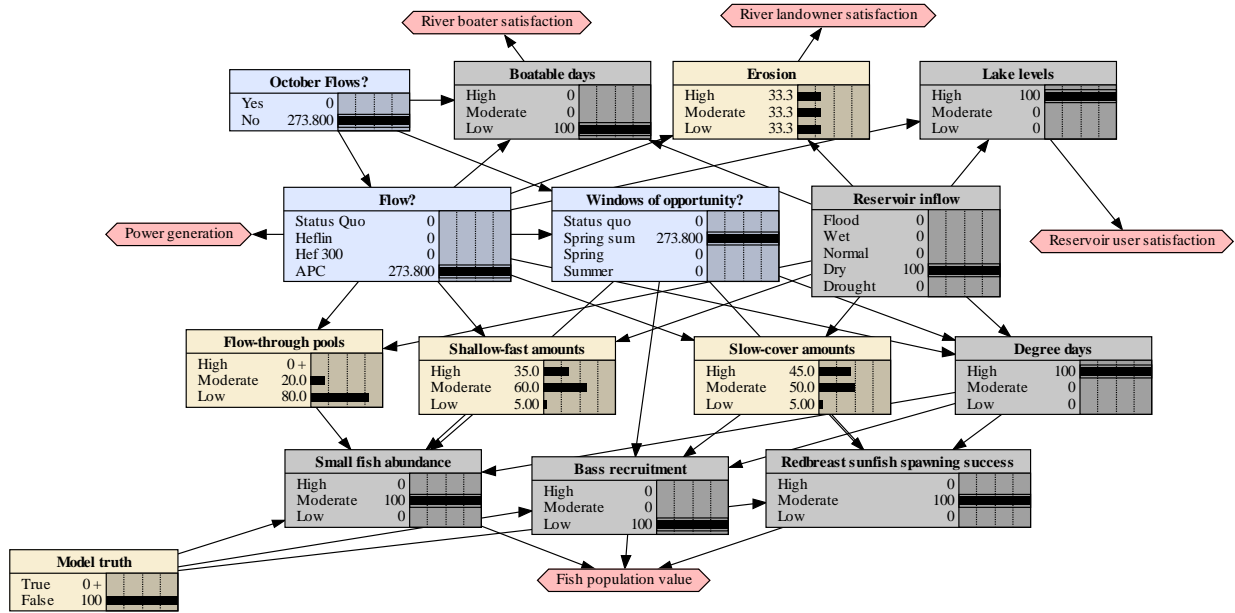 River boater satisfaction
River landowner satisfaction
October Flows?
Yes 0
No 273.800
Boatable days
High 0
Moderate 0
Low 100
Erosion
High 33.3
Moderate 33.3
Low 33.3
Lake levels
High 100
Moderate 0
Low 0
Power generation
Flow?
Status Quo 0
Heflin 0
Hef 300 0
APC 273.800
Windows of opportunity?
Status quo 0
Spring sum 273.800
Spring 0
Summer 0
Reservoir inflow
Flood 0
Wet 0
Normal 0
Dry 100
Drought 0
Reservoir user satisfaction
Flow-through pools
High 0 +
Moderate 20.0
Low 80.0
Shallow-fast amounts
High 35.0
Moderate 60.0
Low 5.00
Slow-cover amounts
High 45.0
Moderate 50.0
Low 5.00
Degree days
High 100
Moderate 0
Low 0
Small fish abundance
High 0
Moderate 100
Low 0
Bass recruitment
High 0
Moderate 0
Low 100
Redbreast sunfish spawning success
High 0
Moderate 100
Low 0
Model truth
True 0 +
False 100
Fish population value